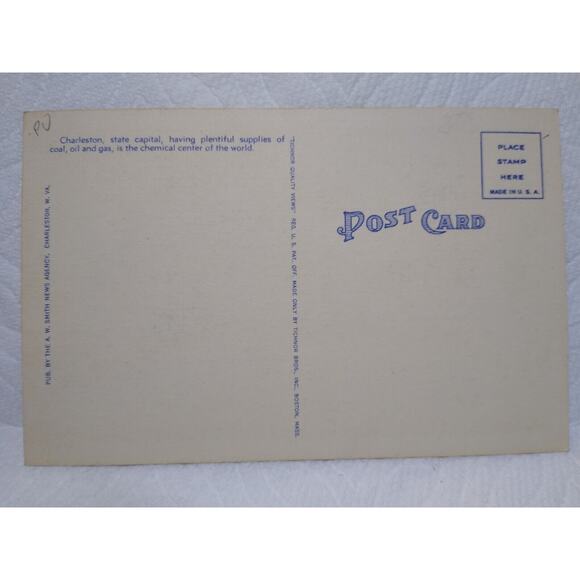 Charleston, state capital, having plentiful supplies of
coal, oil and gas, is the chemical center of the world.
PUB. BY THE A. W. SMITH NEWS AGENCY, CHARLESTON, W. VA.
"TICHNOR QUALITY VIEWS" REG. U. S. PAT. OFF. MADE ONLY BY TICHNOR BROS., INC., BOSTON, MASS.
POST CARD
PLACE
STAMP
HERE
MADE IN U. S. A.